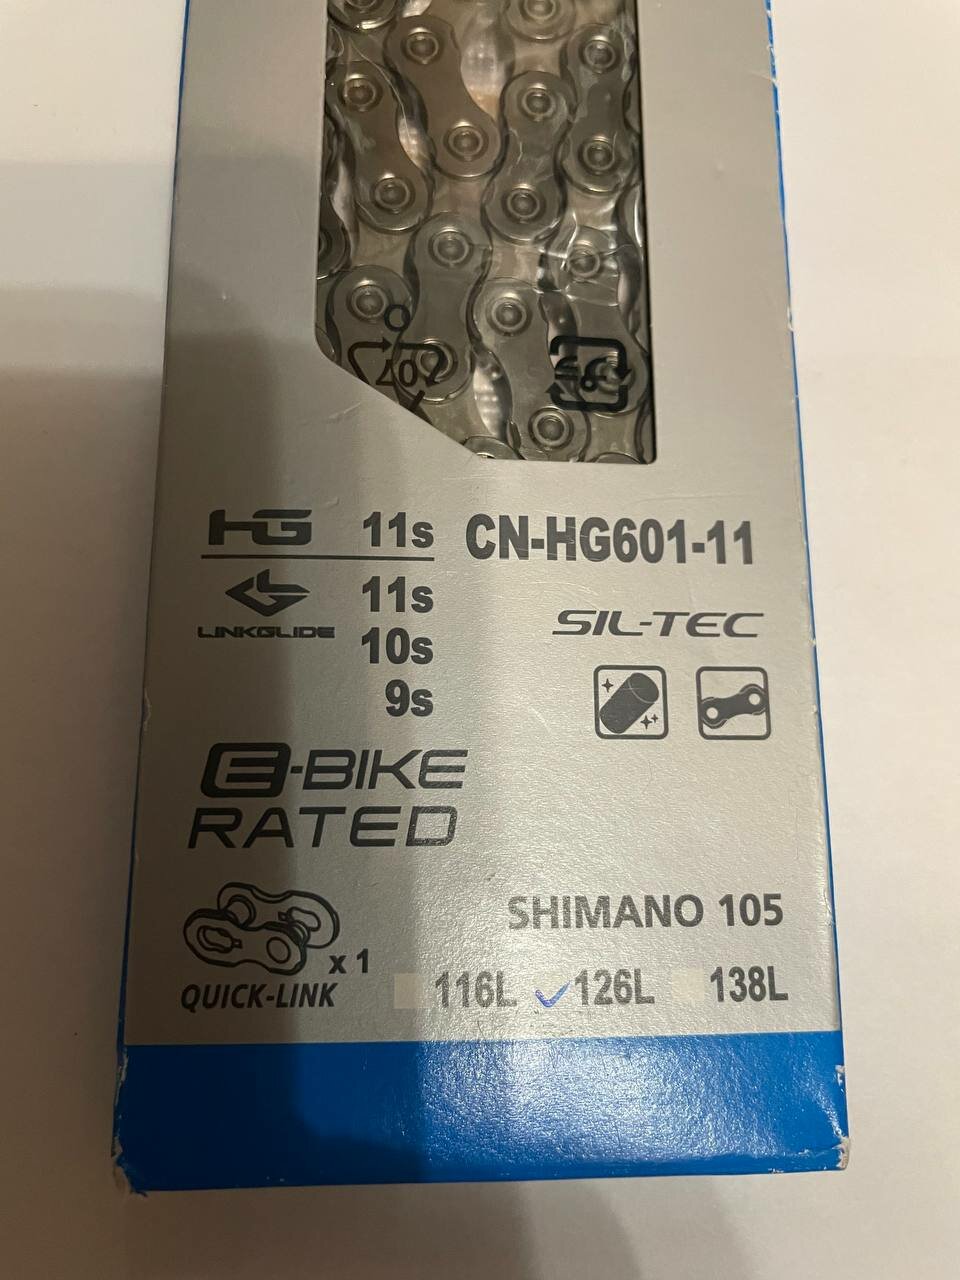 HG 11s CN-HG601-11
LINKGLIDE 11s
10s
9s
SIL-TEC
E-BIKE
RATED
SHIMANO 105
x 1
QUICK-LINK
116L 126L 138L